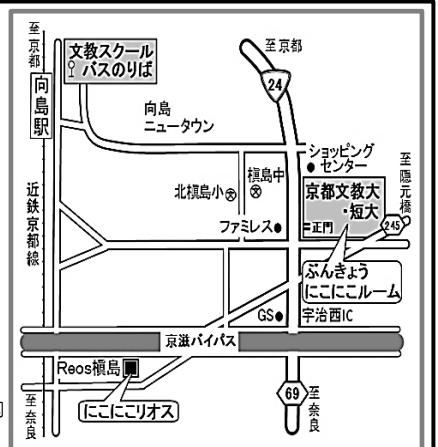 至京都
文教スクール
バスのりば
至京都
24
向島駅
向島
ニュータウン
ショッピング
センター
至隠元橋
槇島中
北槇島小
京都文教大
・短大
近鉄京都線
ファミレス
正門
245
ぶんきょう
にこにこルーム
GS
宇治西IC
京滋バイパス
Reos槇島
にこにこリオス
69
至奈良
至奈良